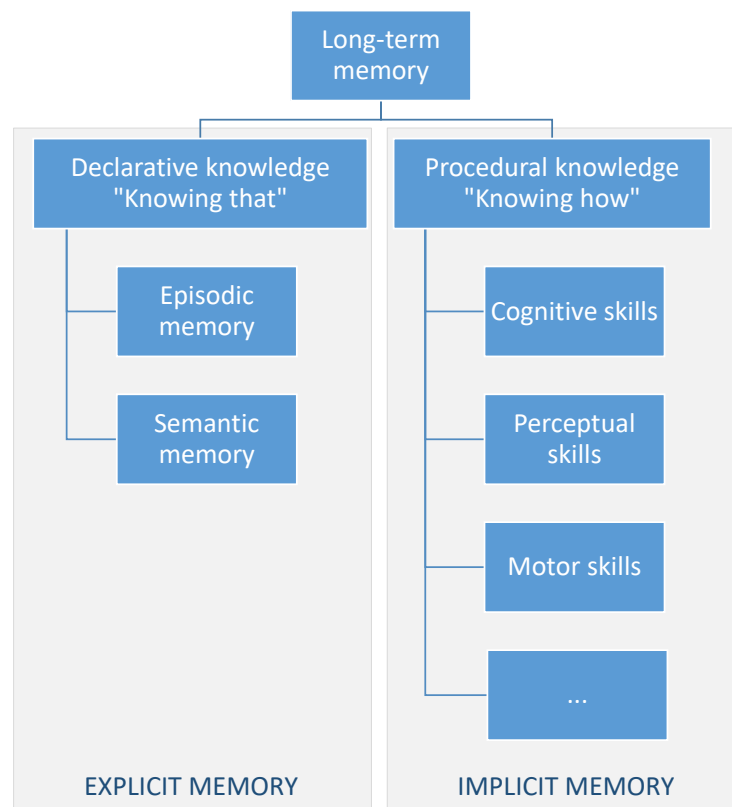 Long-term
memory
Declarative knowledge
"Knowing that"
Episodic
memory
Semantic
memory
EXPLICIT MEMORY
Procedural knowledge
"Knowing how"
Cognitive skills
Perceptual
skills
Motor skills
...
IMPLICIT MEMORY